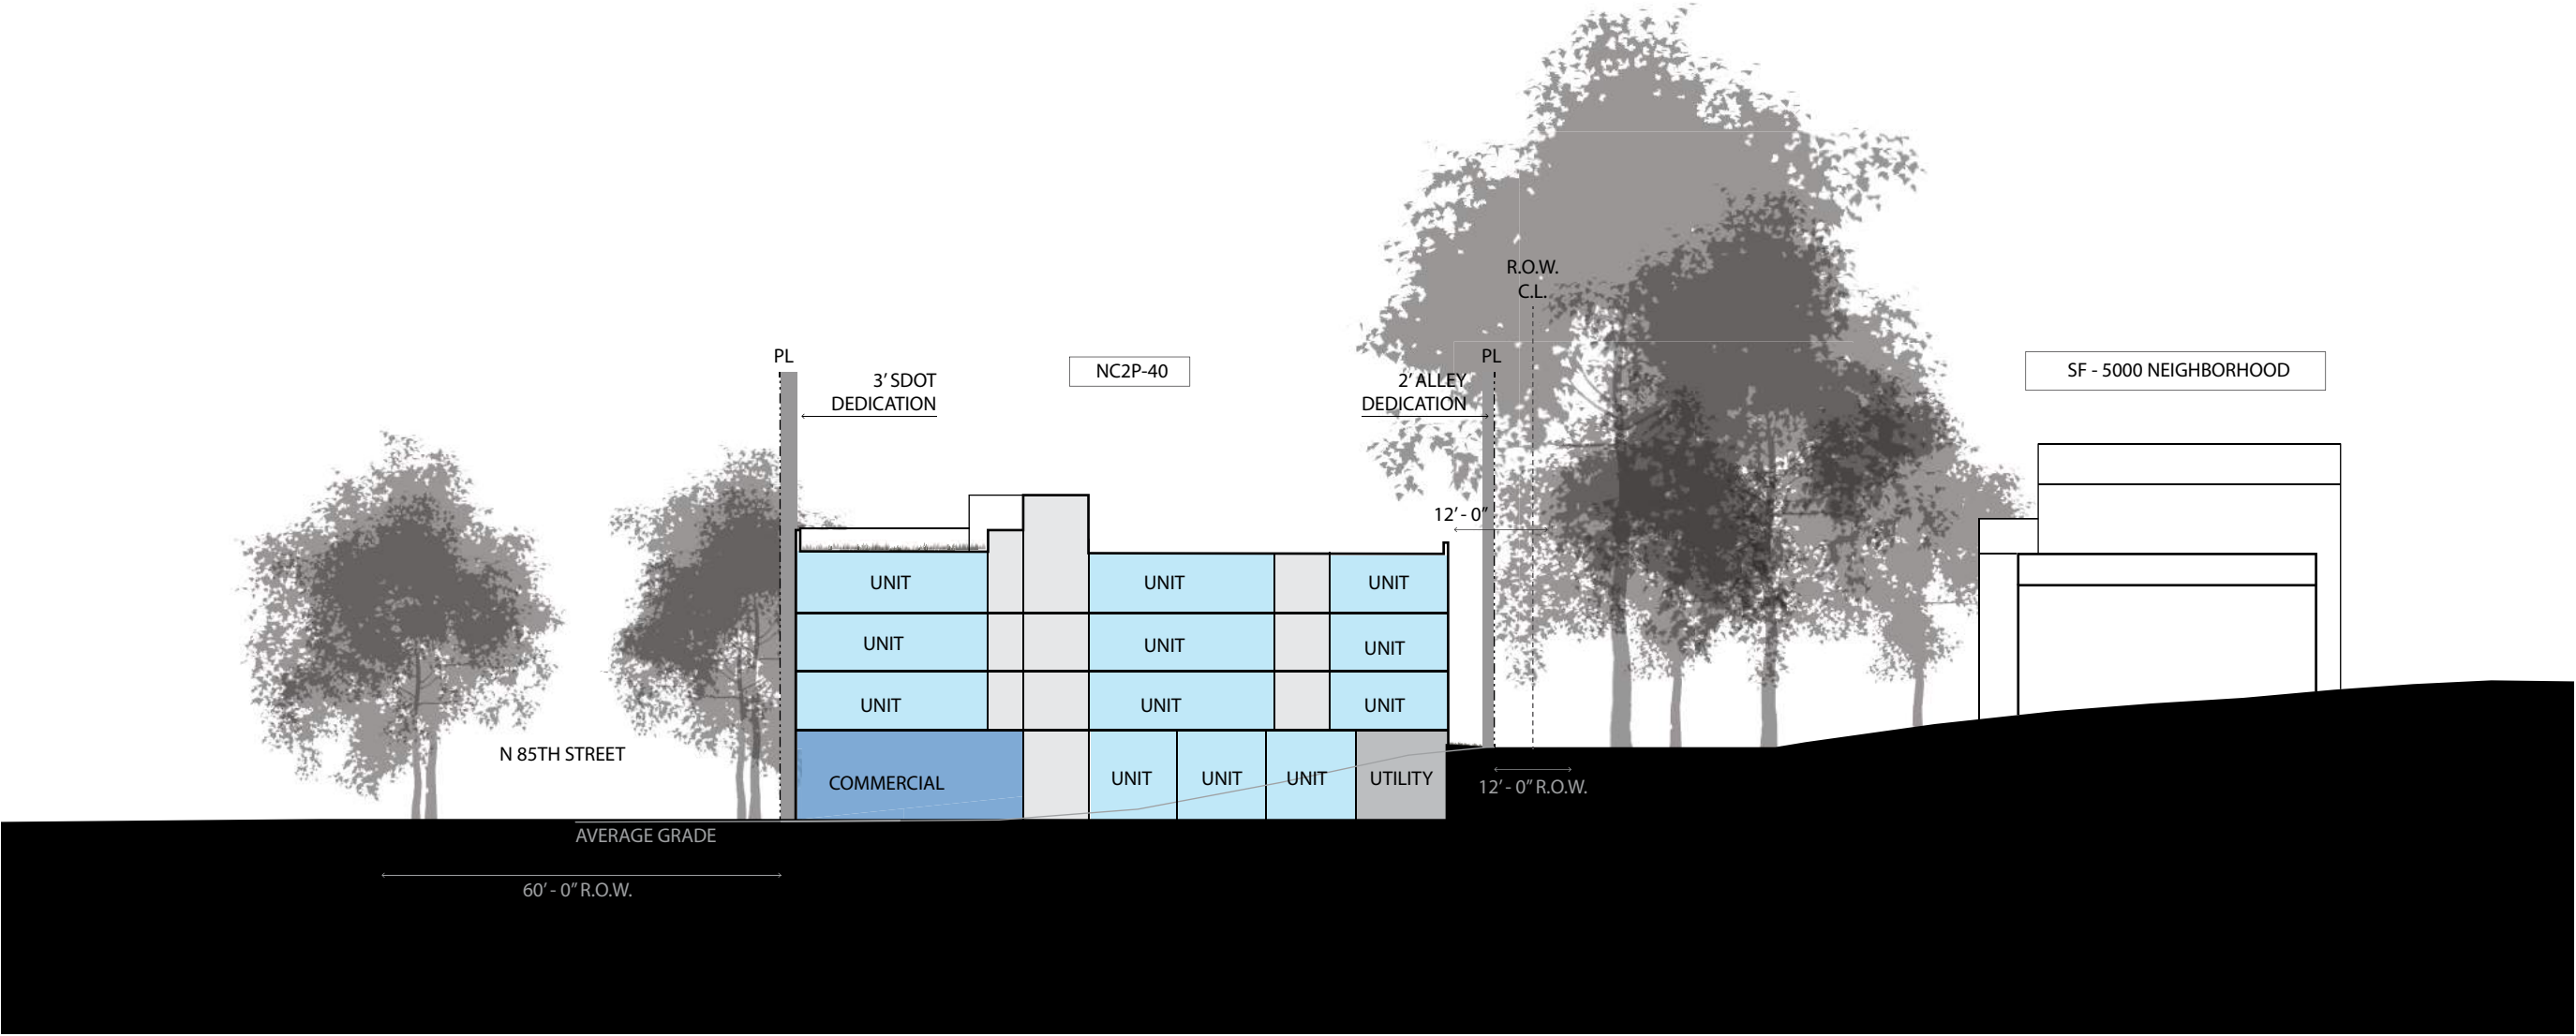 R.O.W.
C.L.
PL
3’ SDOT
DEDICATION
NC2P-40
PL
2’ ALLEY
DEDICATION
SF - 5000 NEIGHBORHOOD
12’ - 0”
UNIT
UNIT
UNIT
UNIT
UNIT
UNIT
UNIT
UNIT
UNIT
N 85TH STREET
COMMERCIAL
UNIT
UNIT
UNIT
UTILITY
12’ - 0” R.O.W.
AVERAGE GRADE
60’ - 0” R.O.W.